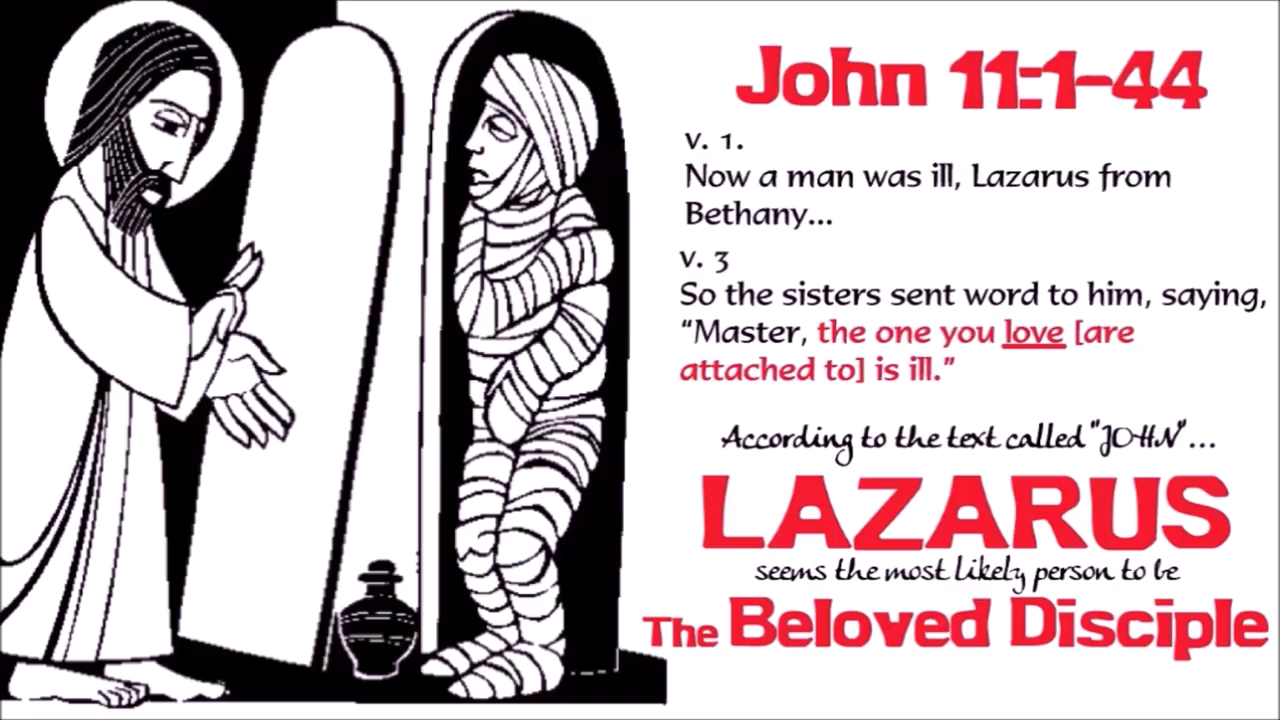 John 11:1-44
v. 1.
Now a man was ill, Lazarus from
Bethany...
v. 3
So the sisters sent word to him, saying,
"Master, the one you love [are
attached to] is ill."
According to the text called "JOHN"...
LAZARUS
seems the most likely person to be
The Beloved Disciple